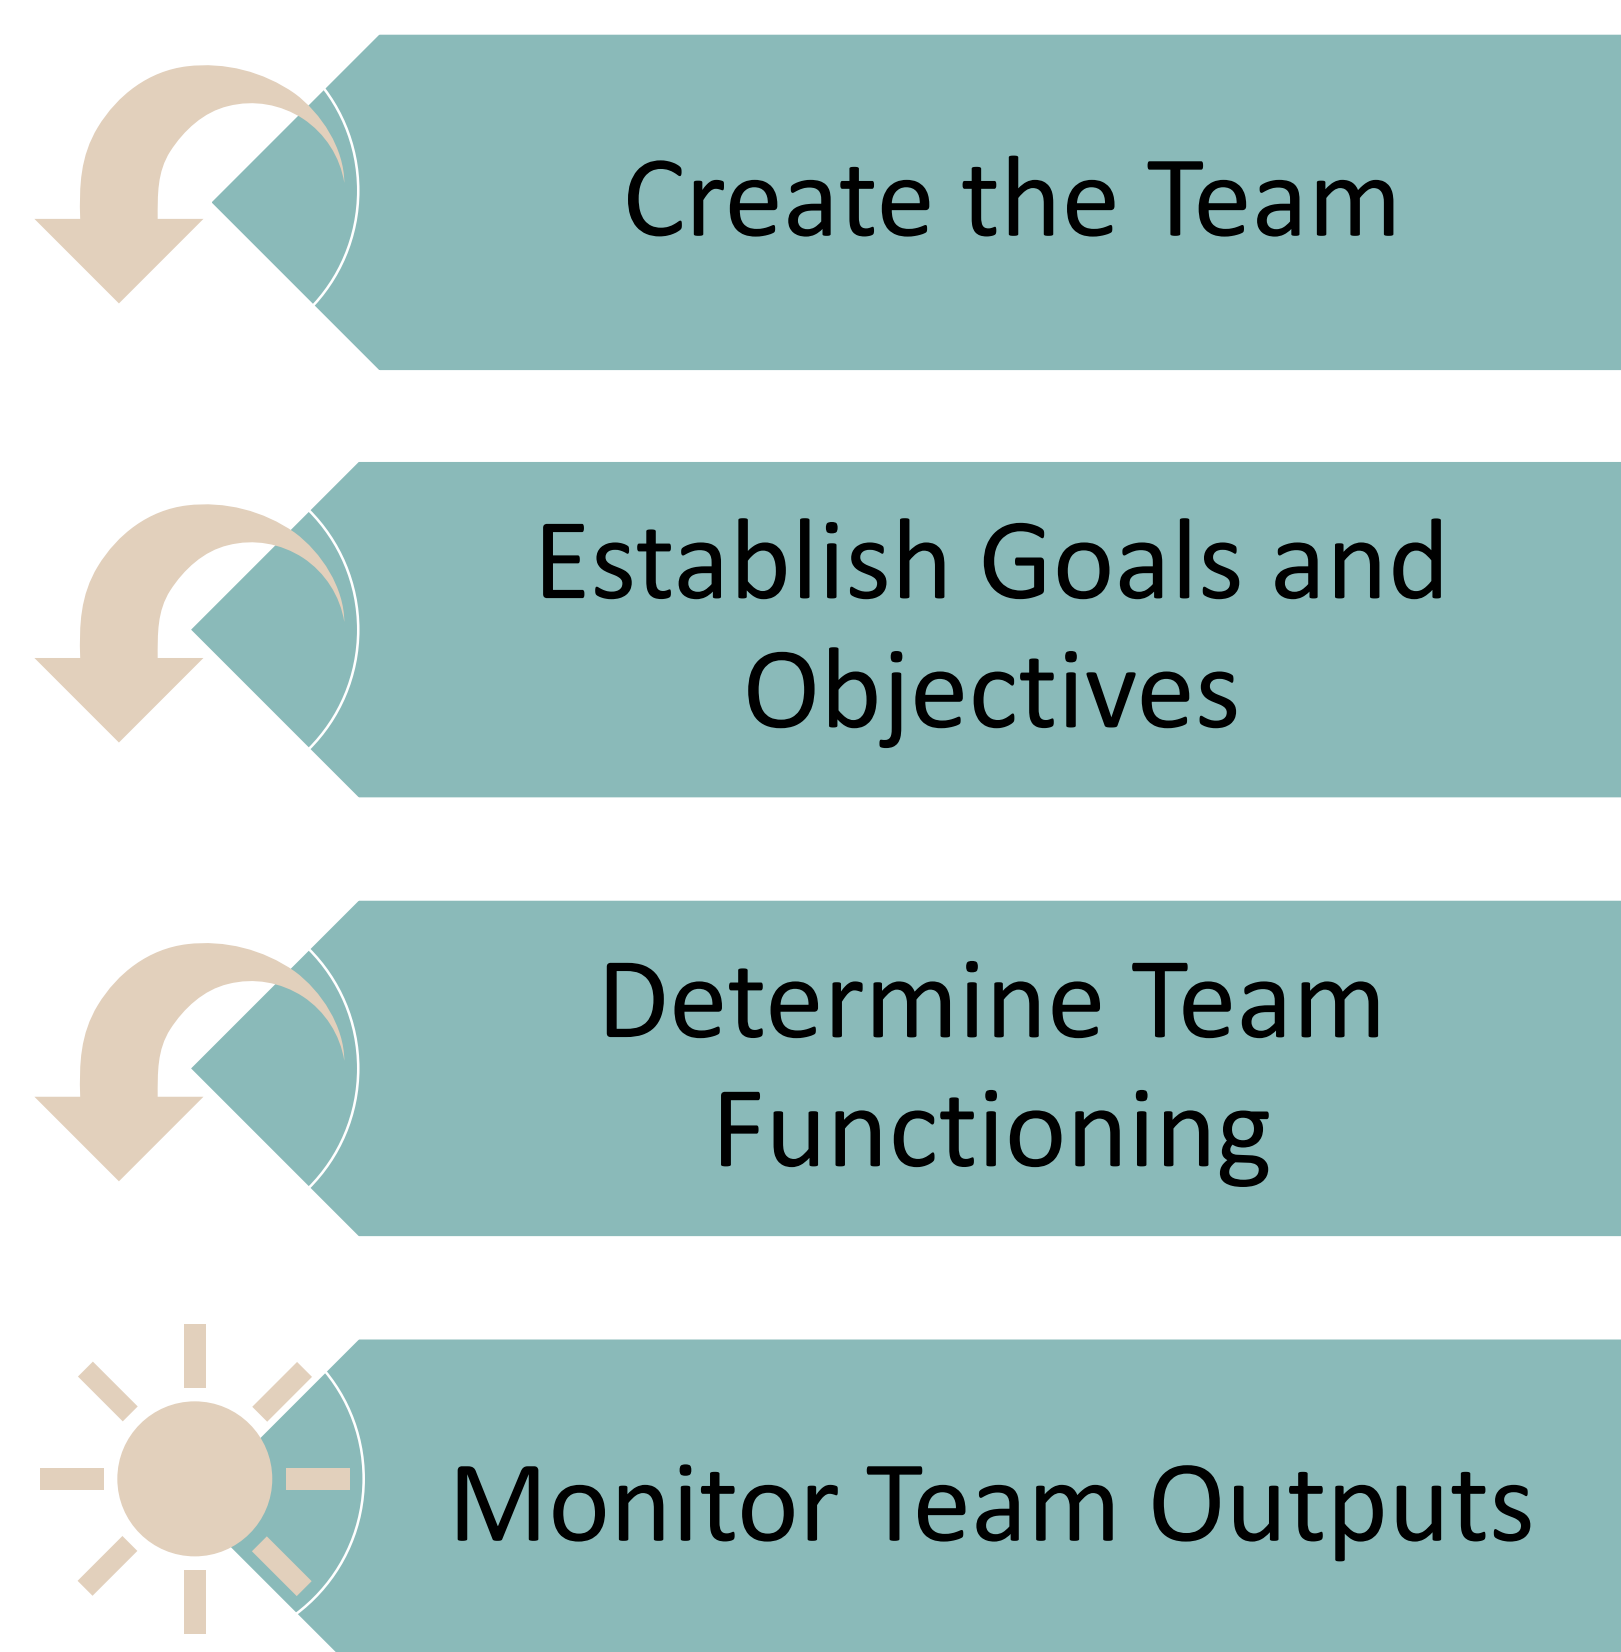 Create the Team
Establish Goals and
Objectives
Determine Team
Functioning
Monitor Team Outputs